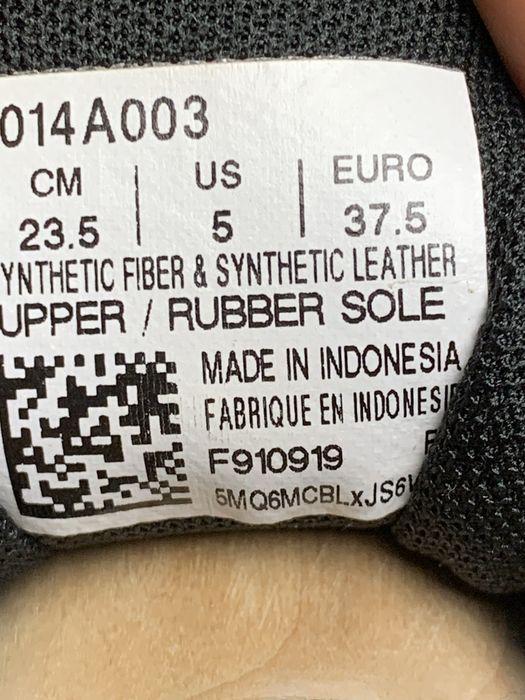 014A003
CM | US | EURO
23.5 | 5 | 37.5
YNTHETIC FIBER & SYNTHETIC LEATHER
UPPER / RUBBER SOLE
MADE IN INDONESIA
FABRIQUE EN INDONESI
F910919
5MQ6MCBLxJS6